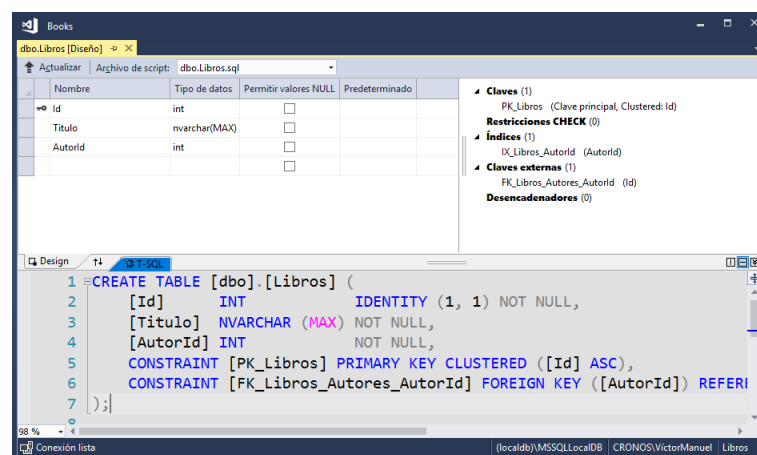 Books
dbo.Libros [Diseño]
Actualizar Archivo de script: dbo.Libros.sql
Nombre Tipo de datos Permitir valores NULL Predeterminado
Id int
Titulo nvarchar(MAX)
AutorId int
Claves (1)
PK_Libros (Clave principal, Clustered: Id)
Restricciones CHECK (0)
Índices (1)
IX_Libros_AutorId (AutorId)
Claves externas (1)
FK_Libros_Autores_AutorId (Id)
Desencadenadores (0)
Design T-SQL
1 CREATE TABLE [dbo].[Libros] (
2 [Id] INT IDENTITY (1, 1) NOT NULL,
3 [Titulo] NVARCHAR (MAX) NOT NULL,
4 [AutorId] INT NOT NULL,
5 CONSTRAINT [PK_Libros] PRIMARY KEY CLUSTERED ([Id] ASC),
6 CONSTRAINT [FK_Libros_Autores_AutorId] FOREIGN KEY ([AutorId])
7 );
98 %
Conexión lista (localdb)\MSSQLLocalDB CRONOS\VíctorManuel Libros